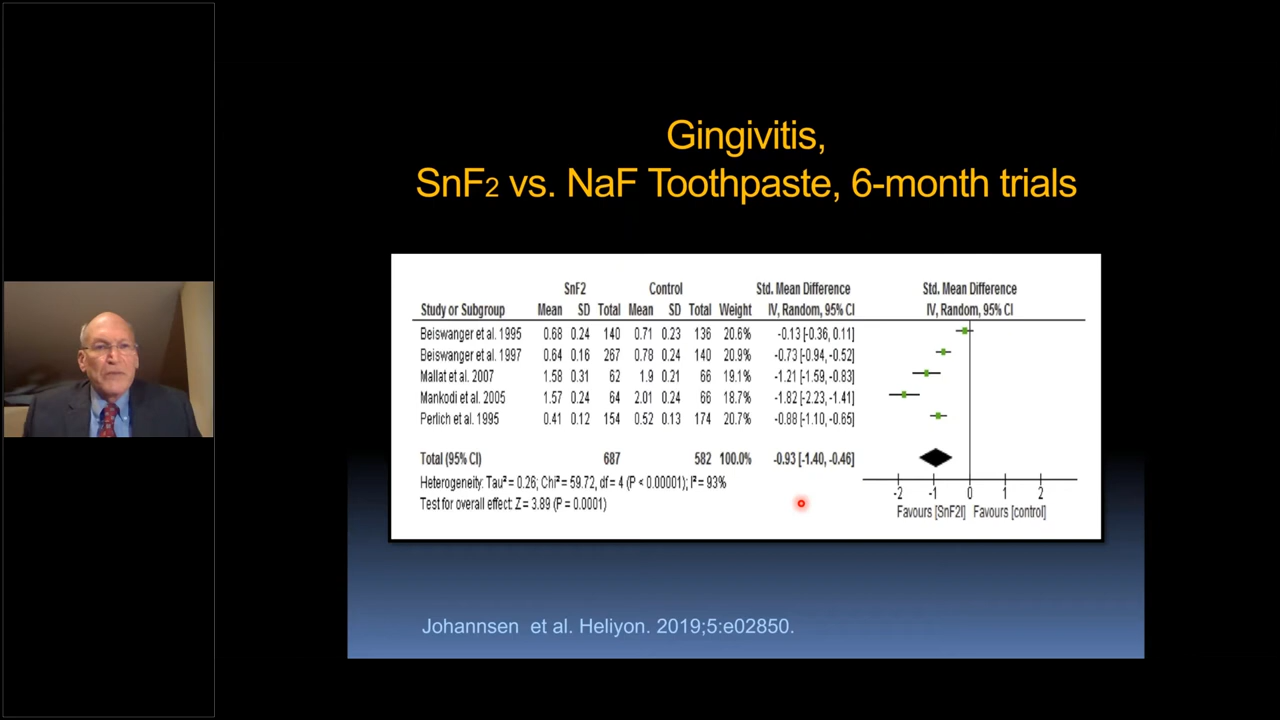 Gingivitis,
SnF2 vs. NaF Toothpaste, 6-month trials
SnF2 Control Std. Mean Difference Std. Mean Difference
Study or Subgroup Mean SD Total Mean SD Total Weight IV, Random, 95% CI IV, Random, 95% CI
Beiswanger et al. 1995 0.68 0.24 140 0.71 0.23 136 20.6% -0.13 [-0.36, 0.11]
Beiswanger et al. 1997 0.64 0.16 267 0.78 0.24 140 20.9% -0.73 [-0.94, -0.52]
Mallat et al. 2007 1.58 0.31 62 1.9 0.21 66 19.1% -1.21 [-1.59, -0.83]
Mankodi et al. 2005 1.57 0.24 64 2.01 0.24 66 18.7% -1.82 [-2.23, -1.41]
Perlich et al. 1995 0.41 0.12 154 0.52 0.13 174 20.7% -0.88 [-1.10, -0.65]
Total (95% CI) 687 582 100.0% -0.93 [-1.40, -0.46]
Heterogeneity: Tau² = 0.26; Chi² = 59.72, df = 4 (P < 0.00001); I² = 93%
Test for overall effect: Z = 3.89 (P = 0.0001)
-2 -1 0 1 2
Favours [SnF2I] Favours [control]
Johannsen et al. Heliyon. 2019;5:e02850.